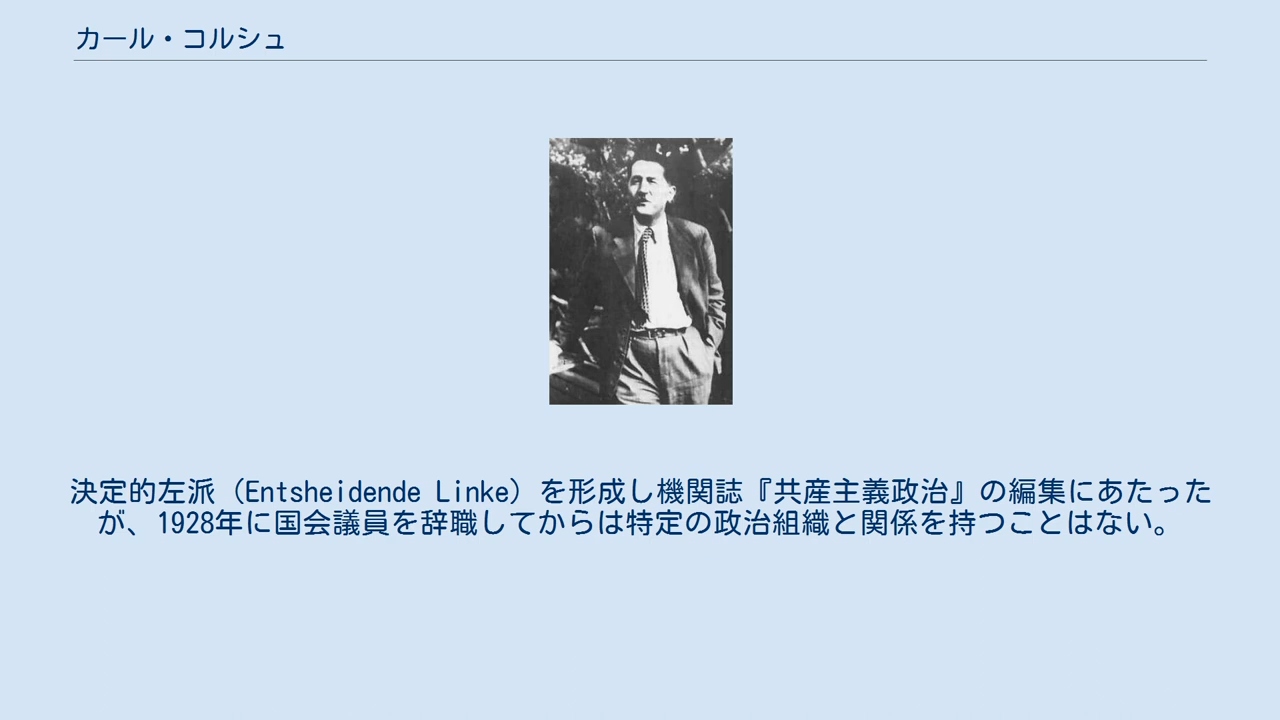 カール・コルシュ
決定的左派（Entsheidende Linke）を形成し機関誌『共産主義政治』の編集にあたった
が、1928年に国会議員を辞職してからは特定の政治組織と関係を持つことはない。